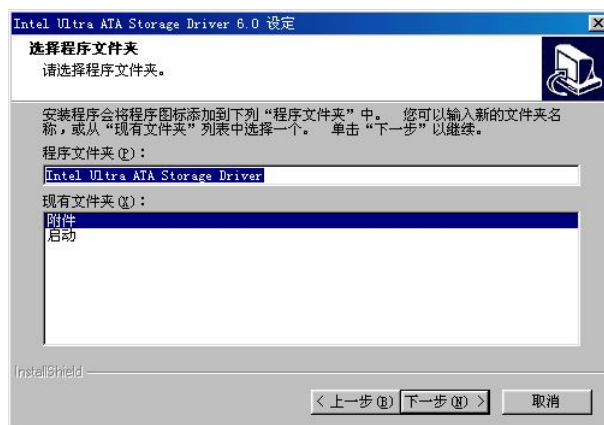 Intel Ultra ATA Storage Driver 6.0 设定
选择程序文件夹
请选择程序文件夹。
安装程序会将程序图标添加到下列“程序文件夹”中。 您可以输入新的文件夹名
称，或从“现有文件夹”列表中选择一个。 单击“下一步”以继续。
程序文件夹(P)：
Intel Ultra ATA Storage Driver
现有文件夹(X)：
附件
启动
InstallShield
< 上一步(B) 下一步(N) > 取消